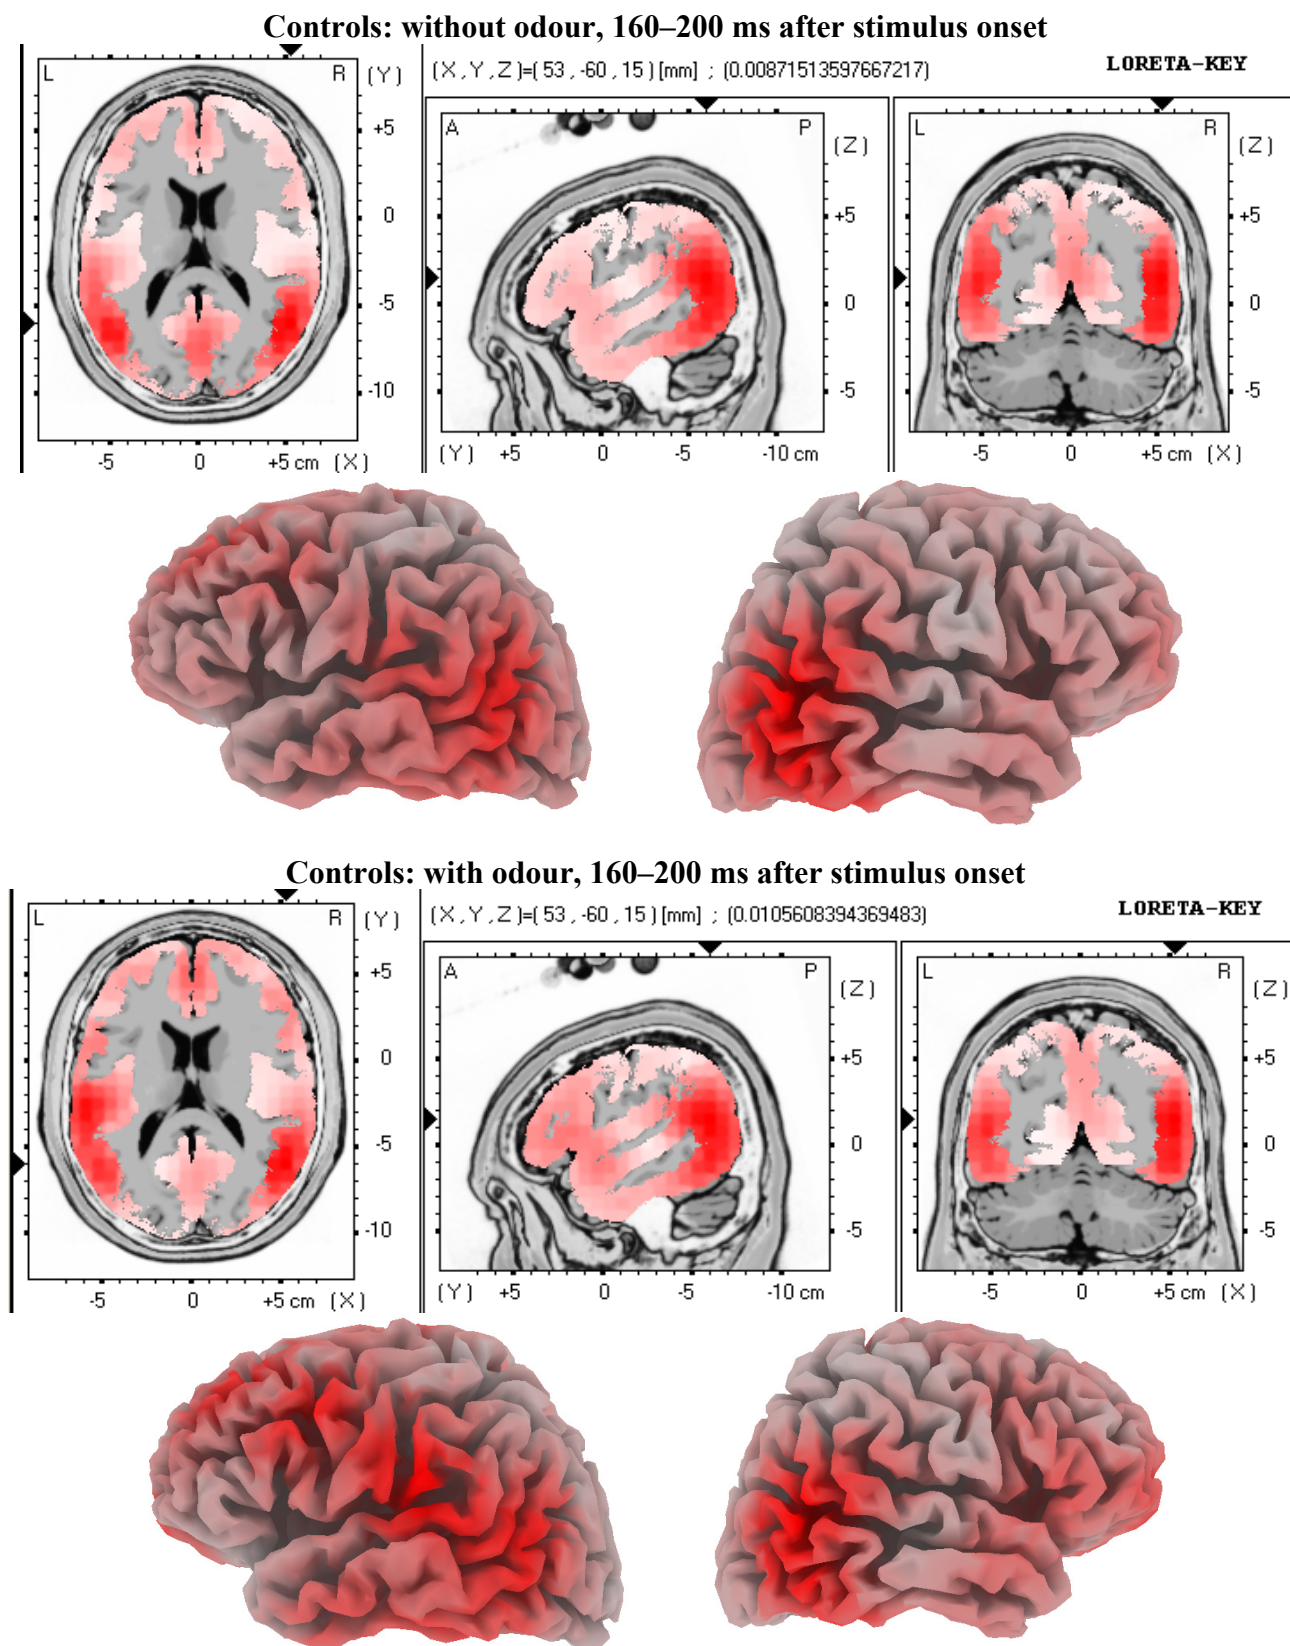 Controls: without odour, 160–200 ms after stimulus onset
(X, Y, Z)=(53, -60, 15) [mm] ; (0.00871513597667217) LORETA-KEY
L R (Y)
+5
0
-5
-10
-5 0 +5 cm (X)
A P (Z)
+5
0
-5
(Y) +5 0 -5 -10 cm
L R (Z)
+5
0
-5
-5 0 +5 cm (X)
Controls: with odour, 160–200 ms after stimulus onset
(X, Y, Z)=(53, -60, 15) [mm] ; (0.0105608394369483) LORETA-KEY
L R (Y)
+5
0
-5
-10
-5 0 +5 cm (X)
A P (Z)
+5
0
-5
(Y) +5 0 -5 -10 cm
L R (Z)
+5
0
-5
-5 0 +5 cm (X)